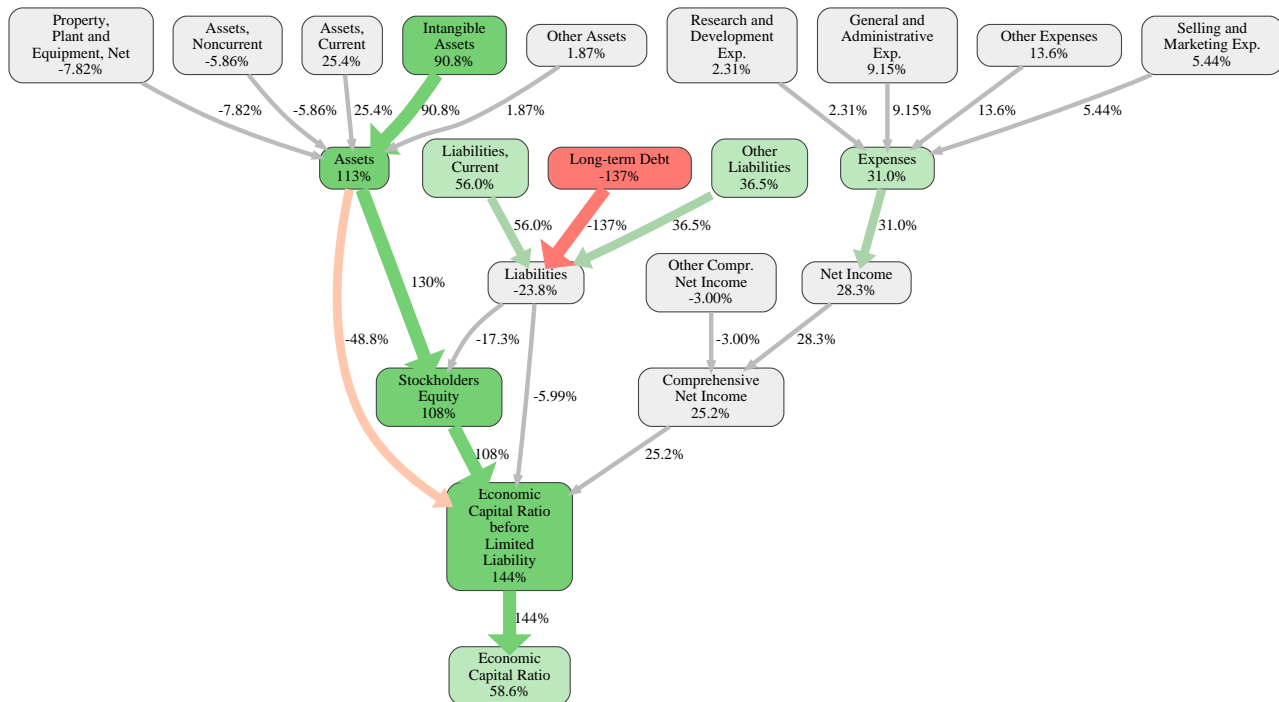 Property,
Plant and
Equipment, Net
-7.82%
Assets,
Noncurrent
-5.86%
Assets,
Current
25.4%
Intangible
Assets
90.8%
Other Assets
1.87%
Research and
Development
Exp.
2.31%
General and
Administrative
Exp.
9.15%
Other Expenses
13.6%
Selling and
Marketing Exp.
5.44%
-7.82%
-5.86%
25.4%
90.8%
1.87%
2.31%
9.15%
13.6%
5.44%
Assets
113%
Liabilities,
Current
56.0%
Long-term Debt
-137%
Other
Liabilities
36.5%
Expenses
31.0%
56.0%
-137%
36.5%
31.0%
130%
Liabilities
-23.8%
Other Compr.
Net Income
-3.00%
Net Income
28.3%
-48.8%
-17.3%
-3.00%
28.3%
Stockholders
Equity
108%
-5.99%
Comprehensive
Net Income
25.2%
108%
25.2%
Economic
Capital Ratio
before
Limited
Liability
144%
144%
Economic
Capital Ratio
58.6%